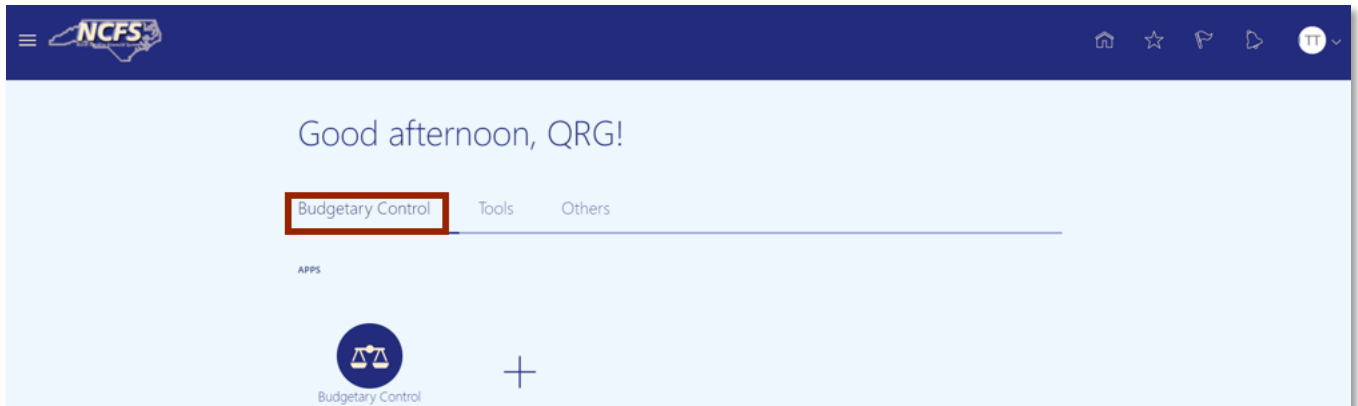 NCFS
TT
Good afternoon, QRG!
Budgetary Control Tools Others
APPS
Budgetary Control